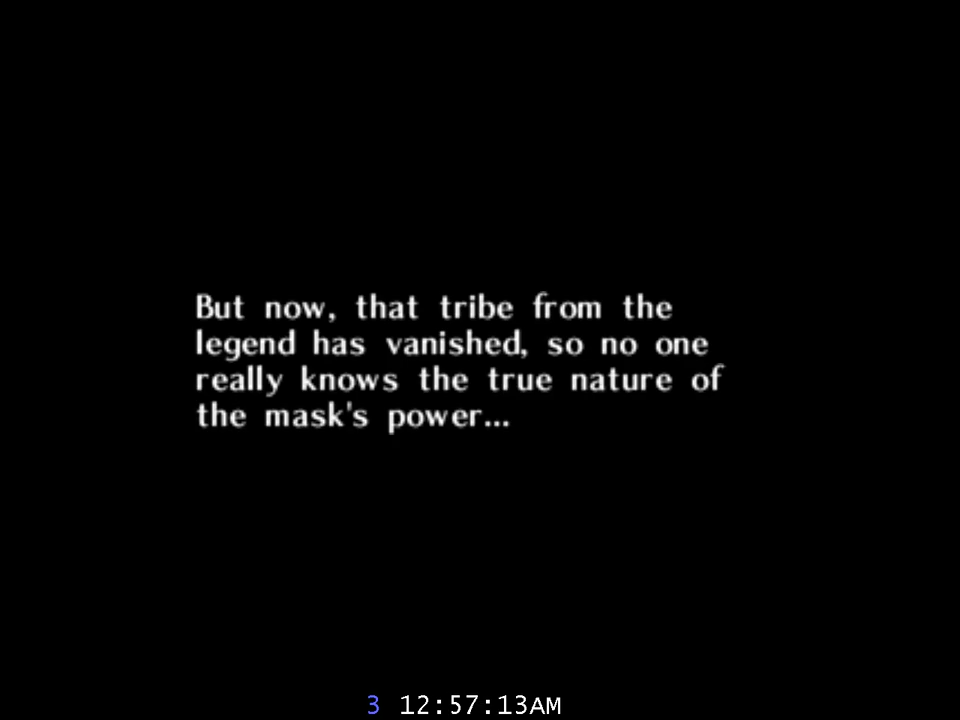 But now, that tribe from the
legend has vanished, so no one
really knows the true nature of
the mask's power...
3 12:57:13AM